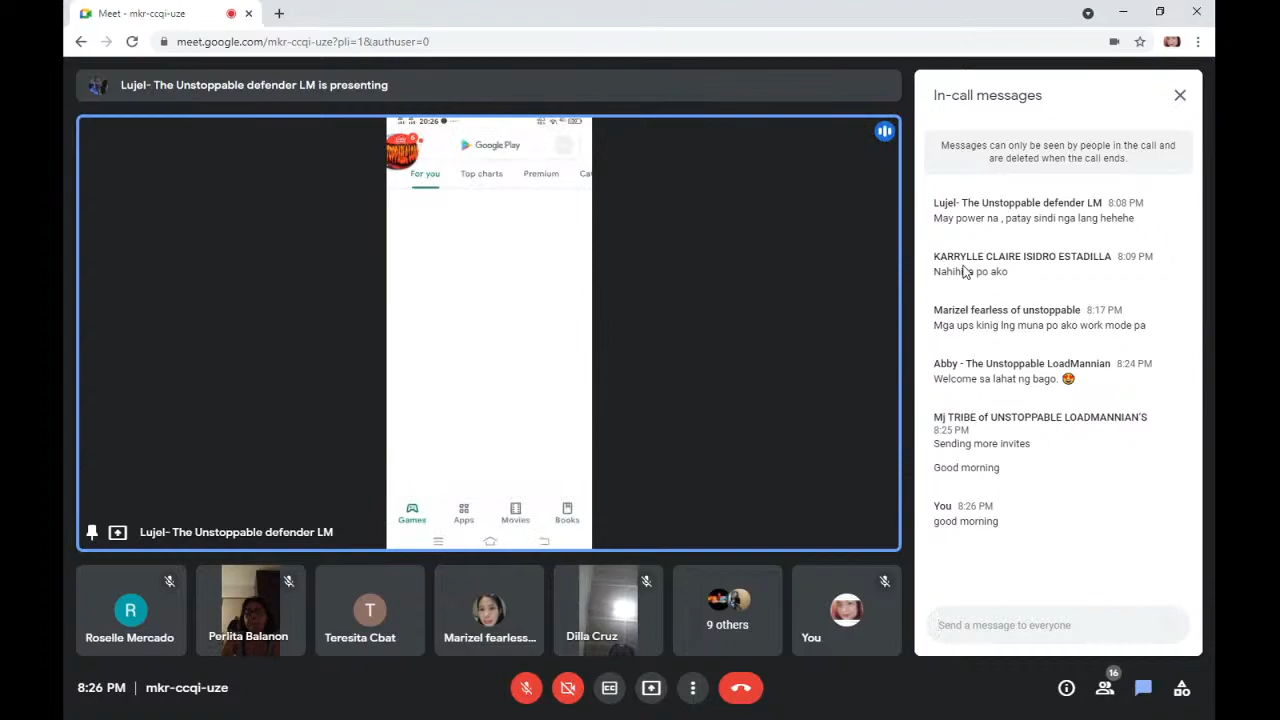 Meet - mkr-ccqi-uze
meet.google.com/mkr-ccqi-uze?pli=1&authuser=0
Lujel- The Unstoppable defender LM is presenting
20:26
Google Play
For you Top charts Premium
Games Apps Movies Books
Lujel- The Unstoppable defender LM
Roselle Mercado
Perlita Balanon
T
Teresita Cbat
Marizel fearless...
Dilla Cruz
9 others
You
R
8:26 PM | mkr-ccqi-uze
16
In-call messages
Messages can only be seen by people in the call and
are deleted when the call ends.
Lujel- The Unstoppable defender LM 8:08 PM
May power na , patay sindi nga lang hehehe
KARRYLLE CLAIRE ISIDRO ESTADILLA 8:09 PM
po ako
Marizel fearless of unstoppable 8:17 PM
Mga ups kinig lng muna po ako work mode pa
Abby - The Unstoppable LoadMannian 8:24 PM
Welcome sa lahat ng bago. 🤩
Mj TRIBE of UNSTOPPABLE LOADMANNIAN'S
8:25 PM
Sending more invites
Good morning
You 8:26 PM
good morning
Send a message to everyone